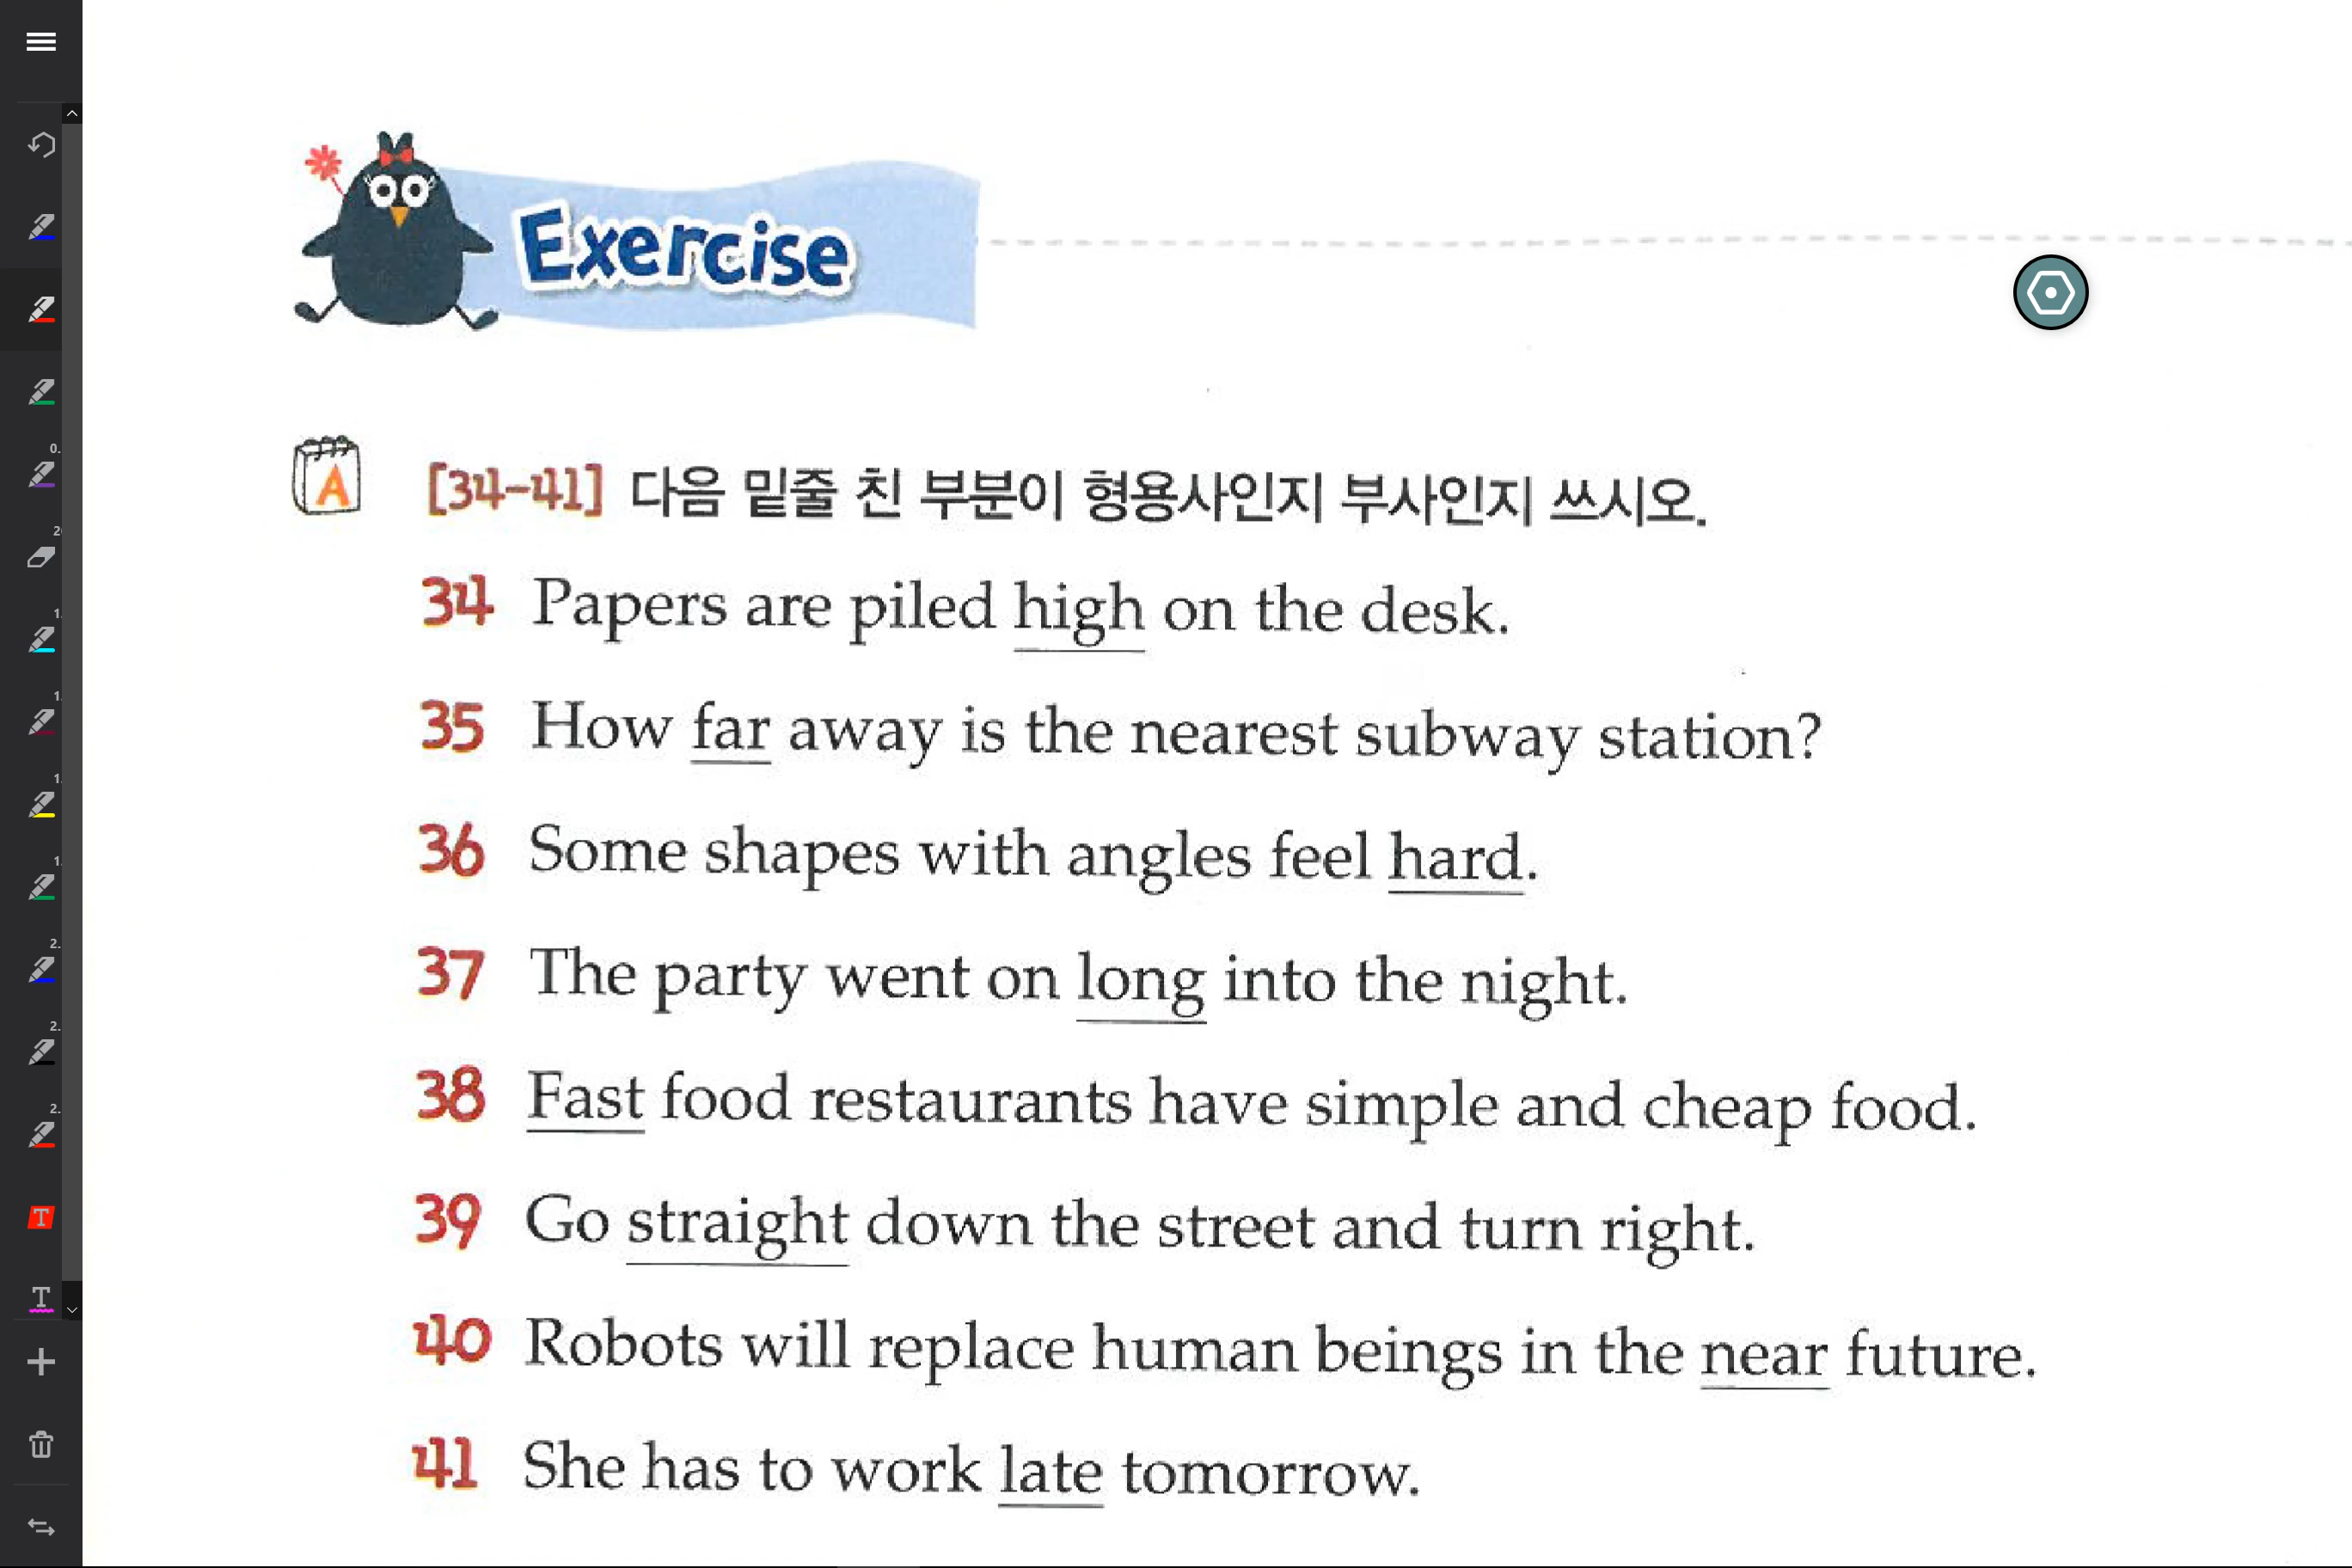 Exercise
A [34-41] 다음 밑줄 친 부분이 형용사인지 부사인지 쓰시오.
34 Papers are piled high on the desk.
35 How far away is the nearest subway station?
36 Some shapes with angles feel hard.
37 The party went on long into the night.
38 Fast food restaurants have simple and cheap food.
39 Go straight down the street and turn right.
40 Robots will replace human beings in the near future.
41 She has to work late tomorrow.